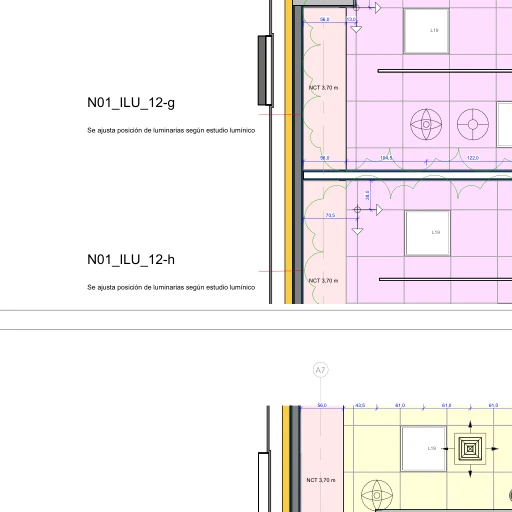 56,0 13,0
L19
NCT 3,70 m
N01_ILU_12-g
Se ajusta posición de luminarias según estudio lumínico
56,0 104,5 122,0
70,5
L19
N01_ILU_12-h
NCT 3,70 m
Se ajusta posición de luminarias según estudio lumínico
A7
56,0 43,5 61,0 61,0 61,0
L19
NCT 3,70 m